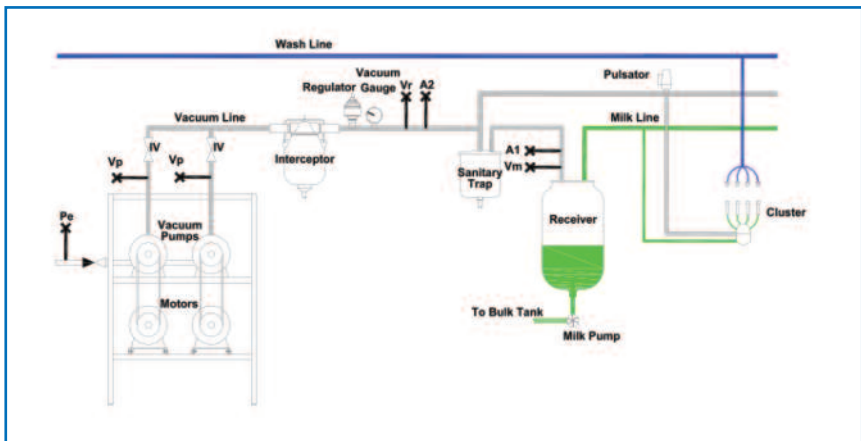 Wash Line
Vacuum
Gauge
Regulator
Vr
A2
Pulsator
Vacuum Line
Milk Line
Interceptor
IV
IV
Vp
Vp
A1
Vm
Sanitary
Trap
Pe
Vacuum
Pumps
Receiver
Cluster
Motors
To Bulk Tank
Milk Pump